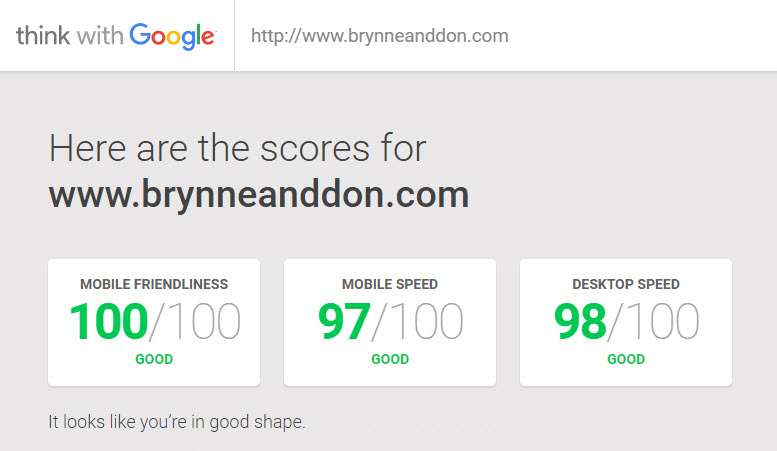 think with Google
http://www.brynneanddon.com
Here are the scores for
www.brynneanddon.com
MOBILE FRIENDLINESS
100/100
GOOD
MOBILE SPEED
97/100
GOOD
DESKTOP SPEED
98/100
GOOD
It looks like you’re in good shape.